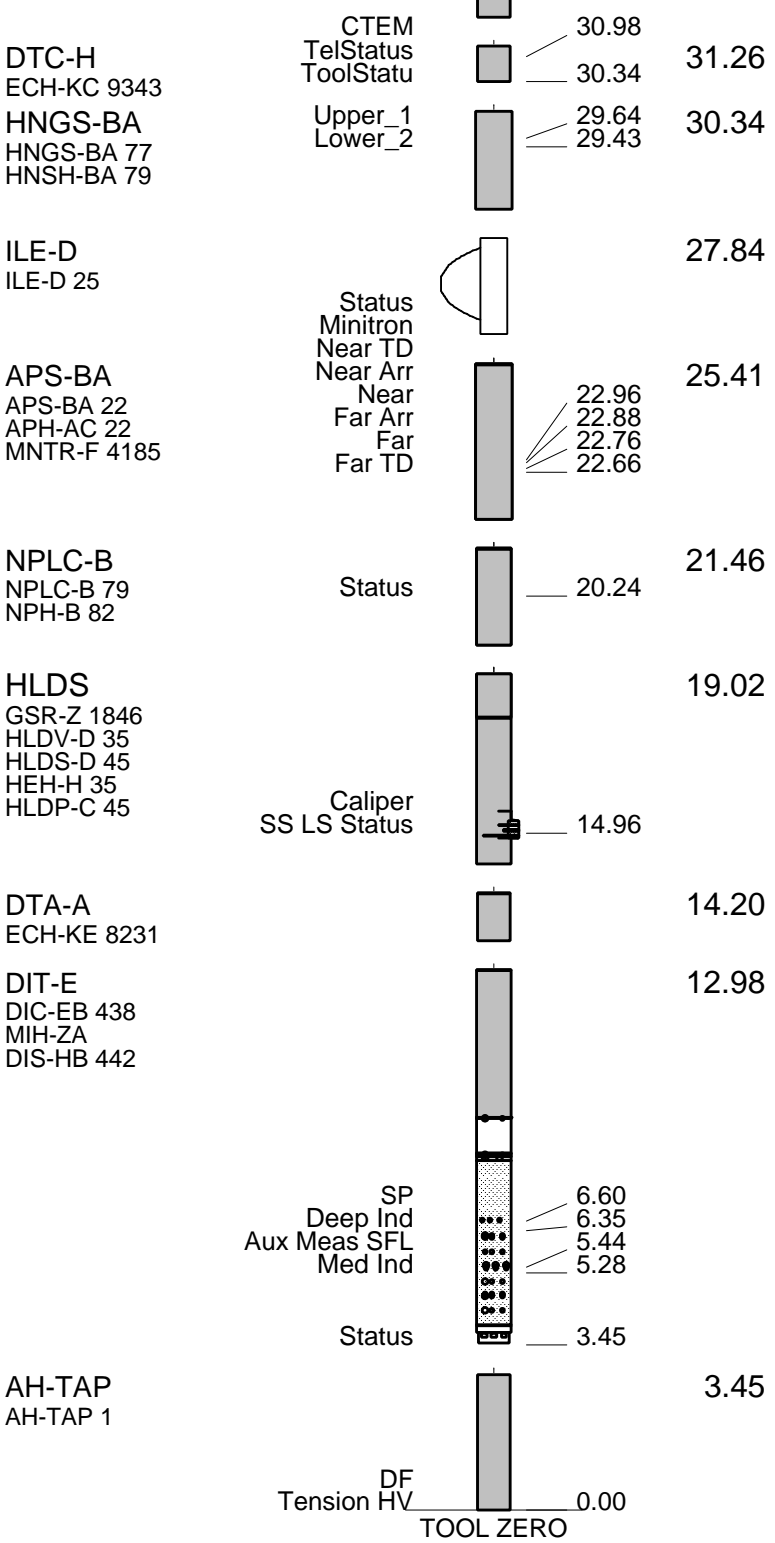 CTEM 30.98
DTC-H TelStatus 31.26
ToolStatu 30.34
ECH-KC 9343
HNGS-BA Upper_1 29.64 30.34
Lower_2 29.43
HNGS-BA 77
HNSH-BA 79
ILE-D 27.84
ILE-D 25
Status
Minitron
Near TD
APS-BA Near Arr 25.41
APS-BA 22 Near 22.96
APH-AC 22 Far Arr 22.88
MNTR-F 4185 Far 22.76
Far TD 22.66
NPLC-B 21.46
NPLC-B 79 Status 20.24
NPH-B 82
HLDS 19.02
GSR-Z 1846
HLDV-D 35
HLDS-D 45
HEH-H 35
HLDP-C 45 Caliper
SS LS Status 14.96
DTA-A 14.20
ECH-KE 8231
DIT-E 12.98
DIC-EB 438
MIH-ZA
DIS-HB 442
SP 6.60
Deep Ind 6.35
Aux Meas SFL 5.44
Med Ind 5.28
Status 3.45
AH-TAP 3.45
AH-TAP 1
DF
Tension HV 0.00
TOOL ZERO